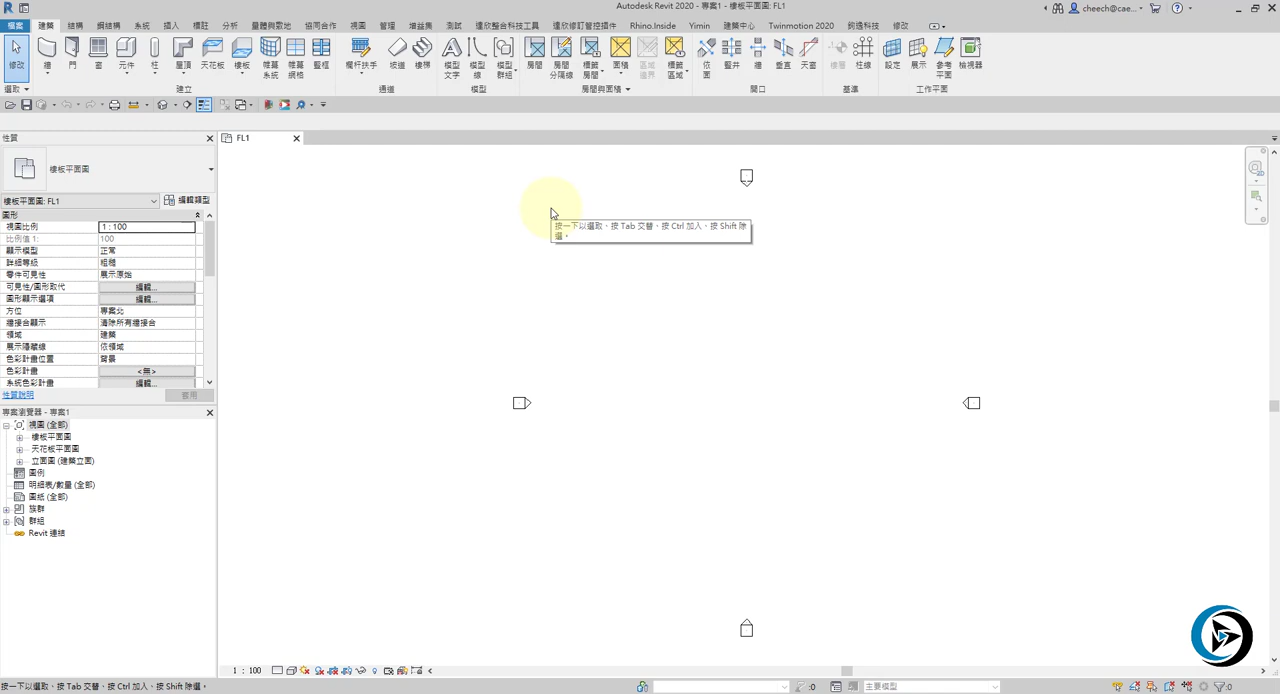 Autodesk Revit 2020 - 專案1 - 樓板平面圖: FL1
cheech@cae...
檔案 建築 結構 鋼結構 系統 插入 標註 分析 量體與敷地 協同合作 視圖 管理 增益集 測試 達欣整合科技工具 達欣修訂管控插件 Rhino.Inside Yimin 建築中心 Twinmotion 2020 鉤逸科技 修改
修改 牆 門 窗 元件 柱 屋頂 天花板 樓板 帷幕系統 帷幕網格 豎框 欄杆扶手 坡道 樓梯 模型文字 模型線 模型群組 房間 房間分隔線 標籤房間 面積 面積邊界 標籤區域 依面 豎井 牆 垂直 天窗 樓層 柱線 設定 展示 參考平面 檢視器
選取 建立 通道 模型 房間與面積 開口 基準 工作平面
性質
FL1
樓板平面圖
樓板平面圖: FL1 編輯類型
圖形
視圖比例 1 : 100
比例值 1: 100
顯示模型 正常
詳細等級 粗糙
零件可見性 展示原始
可見性/圖形取代 編輯...
圖形顯示選項 編輯...
方位 專案北
牆接合顯示 清除所有牆接合
領域 建築
展示隱藏線 依領域
色彩計畫位置 背景
色彩計畫 <無>
系統色彩計畫 編輯...
性質說明 套用
按一下以選取、按 Tab 交替、按 Ctrl 加入、按 Shift 除
選。
專案瀏覽器 - 專案1
視圖 (全部)
樓板平面圖
天花板平面圖
立面圖 (建築立面)
圖例
明細表/數量 (全部)
圖紙 (全部)
族群
群組
Revit 連結
1 : 100
按一下以選取、按 Tab 交替、按 Ctrl 加入、按 Shift 除選。
:0
主要模型
:0